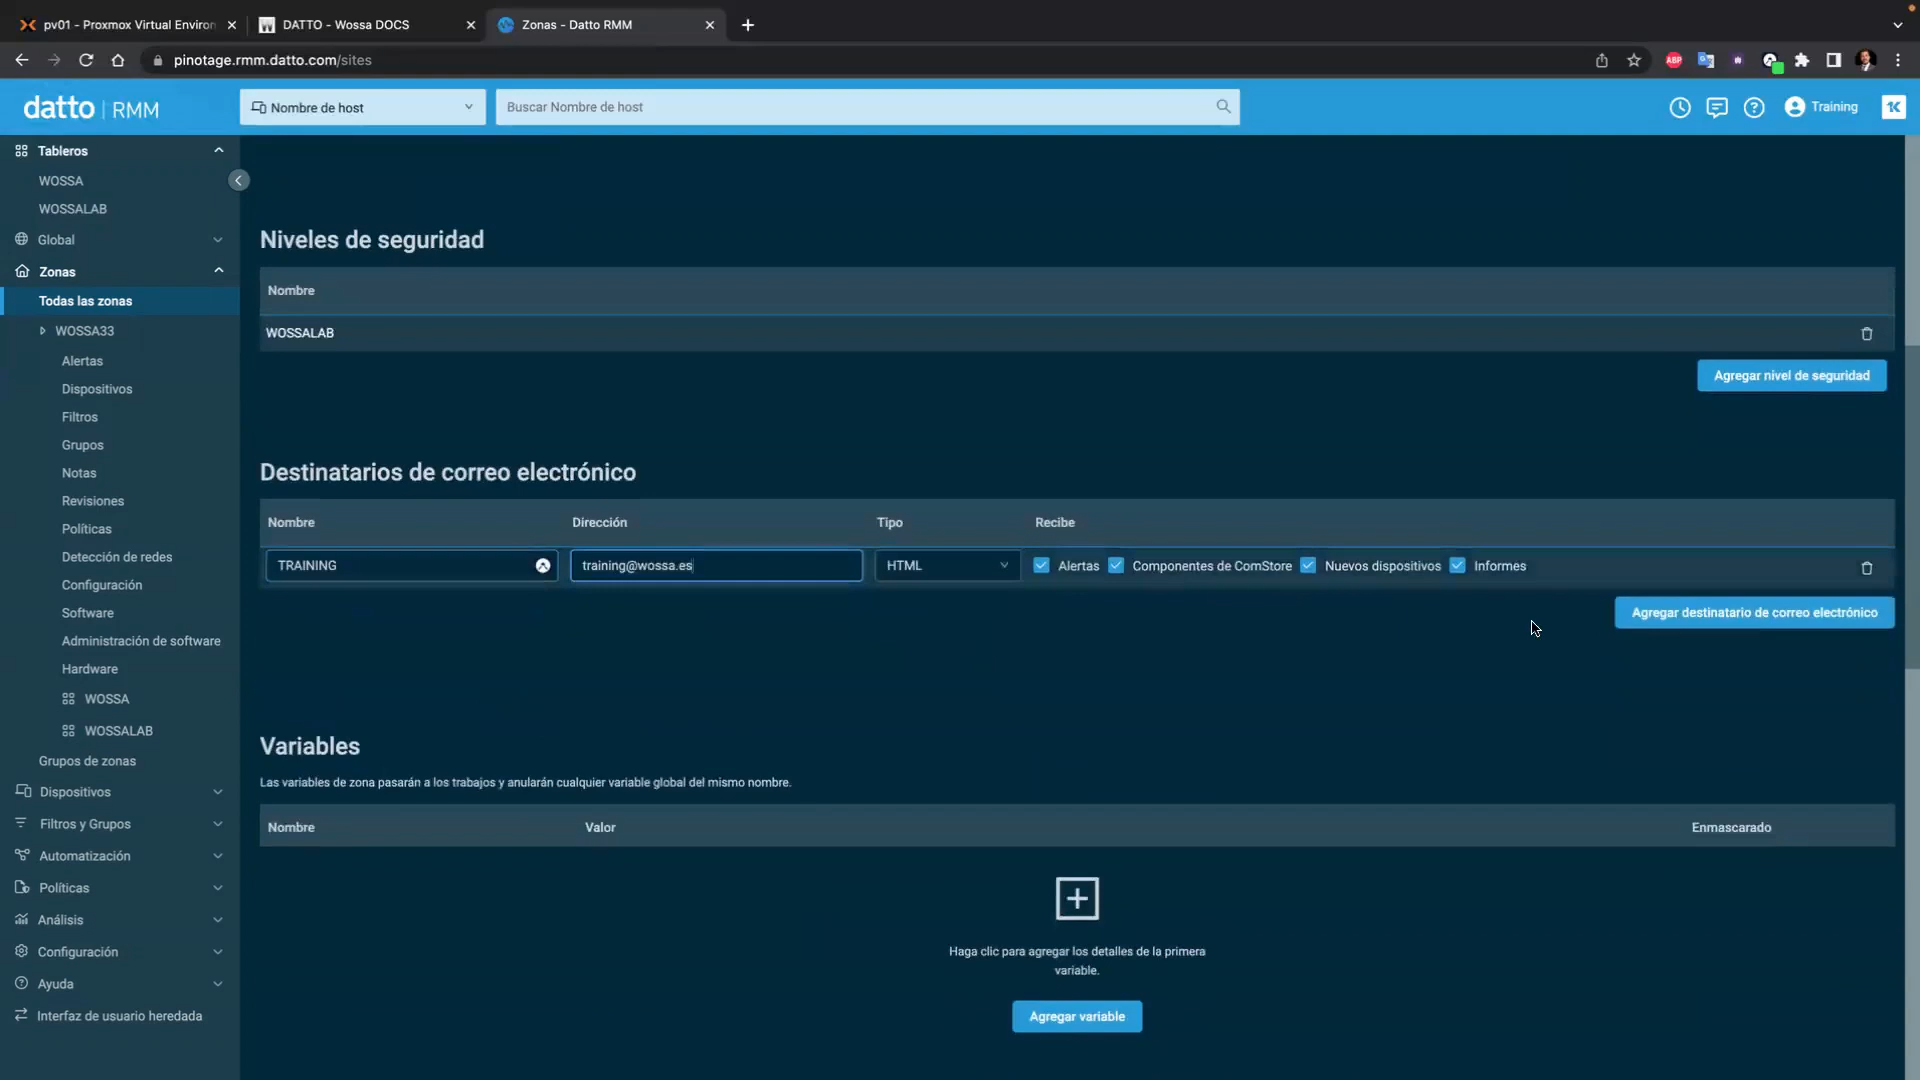 pv01 - Proxmox Virtual Environ
DATTO - Wossa DOCS
Zonas - Datto RMM
pinotage.rmm.datto.com/sites
ABP
datto | RMM
Nombre de host
Buscar Nombre de host
Training
Tableros
WOSSA
WOSSALAB
Global
Zonas
Todas las zonas
WOSSA33
Alertas
Dispositivos
Filtros
Grupos
Notas
Revisiones
Políticas
Detección de redes
Configuración
Software
Administración de software
Hardware
WOSSA
WOSSALAB
Grupos de zonas
Dispositivos
Filtros y Grupos
Automatización
Políticas
Análisis
Configuración
Ayuda
Interfaz de usuario heredada
Niveles de seguridad
Nombre
WOSSALAB
Agregar nivel de seguridad
Destinatarios de correo electrónico
Nombre Dirección Tipo Recibe
TRAINING training@wossa.es HTML Alertas Componentes de ComStore Nuevos dispositivos Informes
Agregar destinatario de correo electrónico
Variables
Las variables de zona pasarán a los trabajos y anularán cualquier variable global del mismo nombre.
Nombre Valor Enmascarado
Haga clic para agregar los detalles de la primera
variable.
Agregar variable